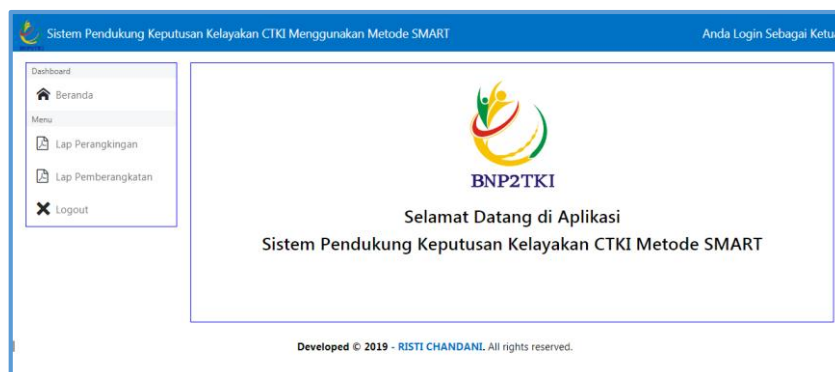 Sistem Pendukung Keputusan Kelayakan CTKI Menggunakan Metode SMART
Anda Login Sebagai Ketua
BNP2TKI
Dashboard
Beranda
Menu
Lap Perangkingan
Lap Pemberangkatan
Logout
BNP2TKI
Selamat Datang di Aplikasi
Sistem Pendukung Keputusan Kelayakan CTKI Metode SMART
Developed © 2019 - RISTI CHANDANI. All rights reserved.